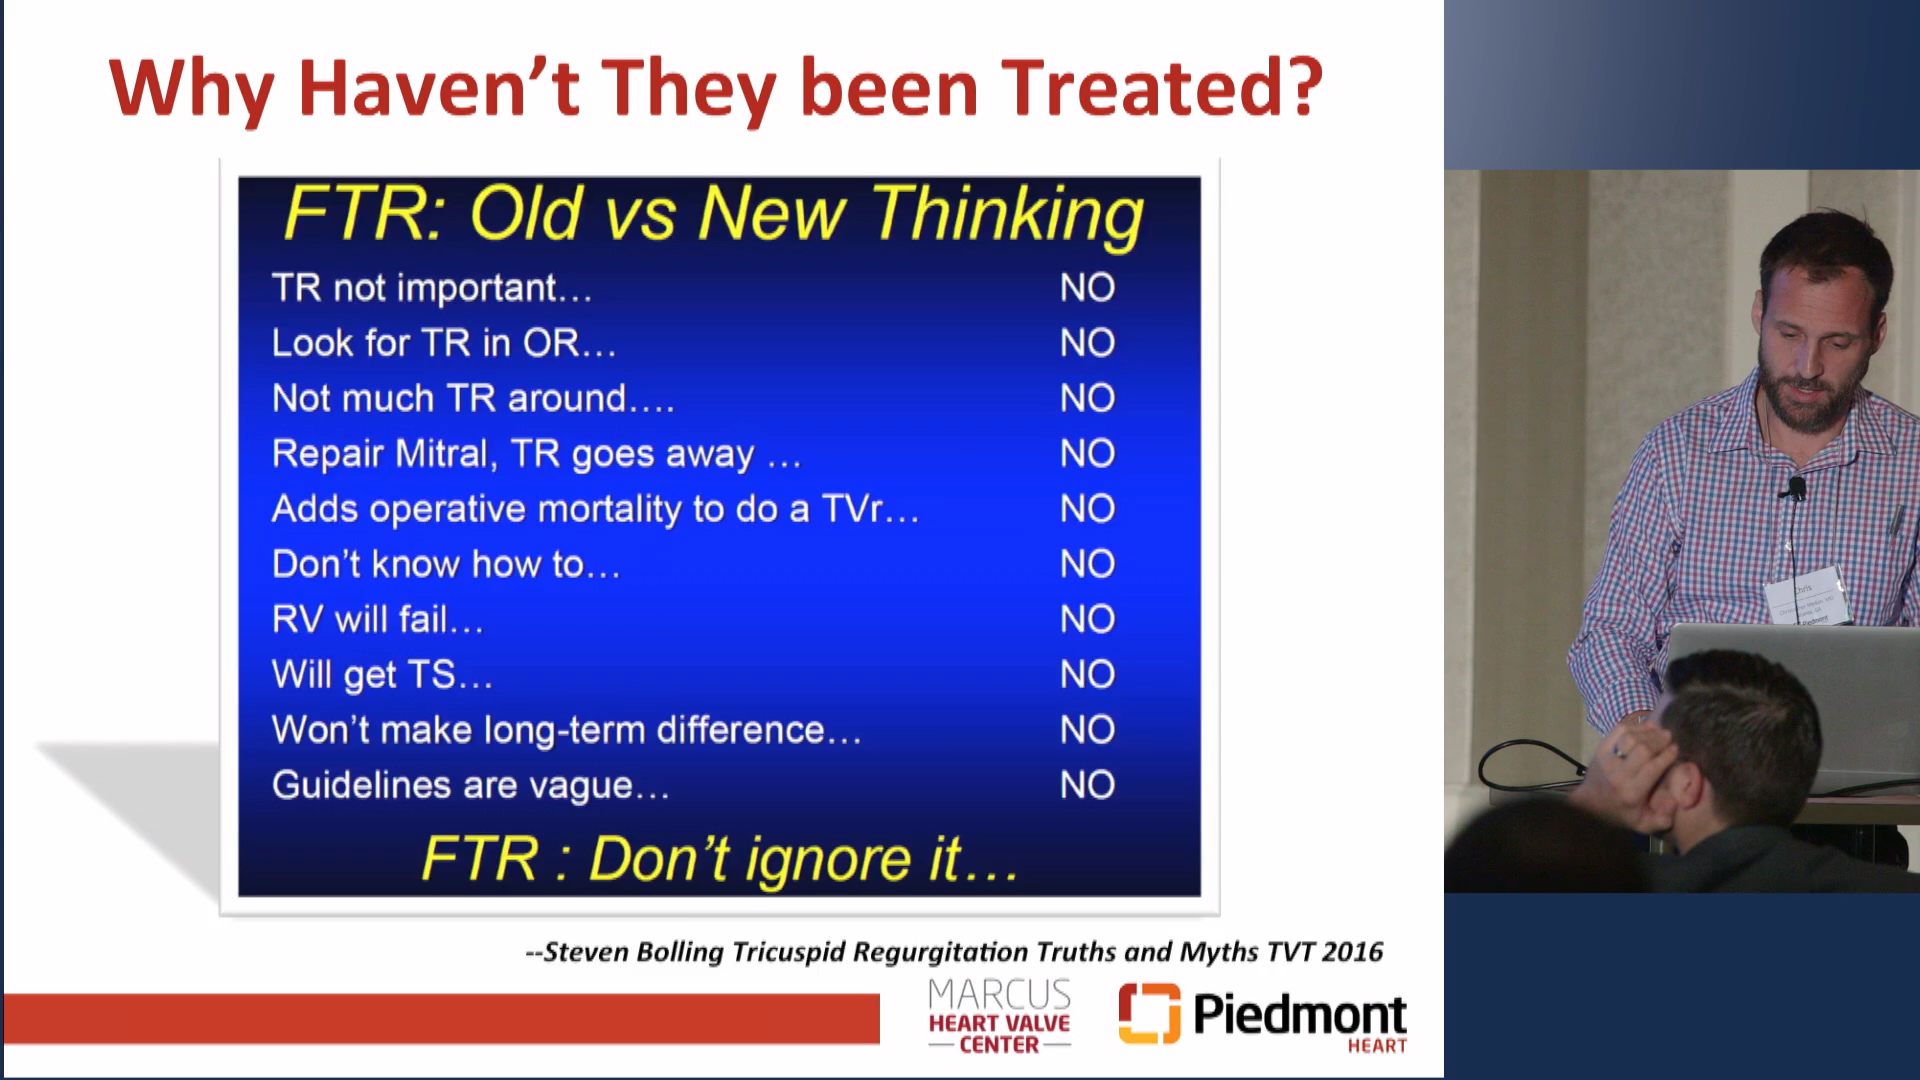 Why Haven’t They been Treated?
FTR: Old vs New Thinking
TR not important… NO
Look for TR in OR… NO
Not much TR around…. NO
Repair Mitral, TR goes away … NO
Adds operative mortality to do a TVr… NO
Don’t know how to… NO
RV will fail… NO
Will get TS… NO
Won’t make long-term difference… NO
Guidelines are vague… NO
FTR : Don’t ignore it…
--Steven Bolling Tricuspid Regurgitation Truths and Myths TVT 2016
MARCUS
HEART VALVE
CENTER
Piedmont
HEART
Chris
Piedmont